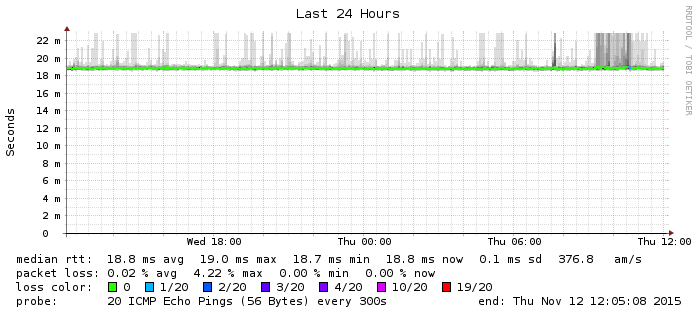 Last 24 Hours
RRDTOOL / TOBI OETIKER
Seconds
22 m
20 m
18 m
16 m
14 m
12 m
10 m
8 m
6 m
4 m
2 m
0
Wed 18:00 Thu 00:00 Thu 06:00 Thu 12:00
median rtt: 18.8 ms avg 19.0 ms max 18.7 ms min 18.8 ms now 0.1 ms sd 376.8 am/s
packet loss: 0.02 % avg 4.22 % max 0.00 % min 0.00 % now
loss color: 0 1/20 2/20 3/20 4/20 10/20 19/20
probe: 20 ICMP Echo Pings (56 Bytes) every 300s end: Thu Nov 12 12:05:08 2015